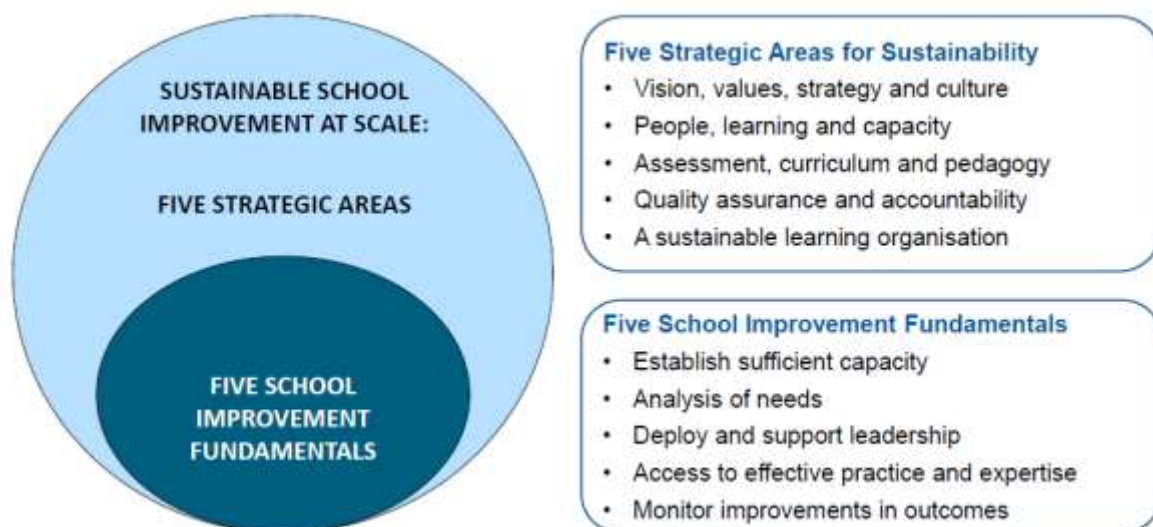 SUSTAINABLE SCHOOL
IMPROVEMENT AT SCALE:
FIVE STRATEGIC AREAS
FIVE SCHOOL
IMPROVEMENT
FUNDAMENTALS
Five Strategic Areas for Sustainability
• Vision, values, strategy and culture
• People, learning and capacity
• Assessment, curriculum and pedagogy
• Quality assurance and accountability
• A sustainable learning organisation
Five School Improvement Fundamentals
• Establish sufficient capacity
• Analysis of needs
• Deploy and support leadership
• Access to effective practice and expertise
• Monitor improvements in outcomes